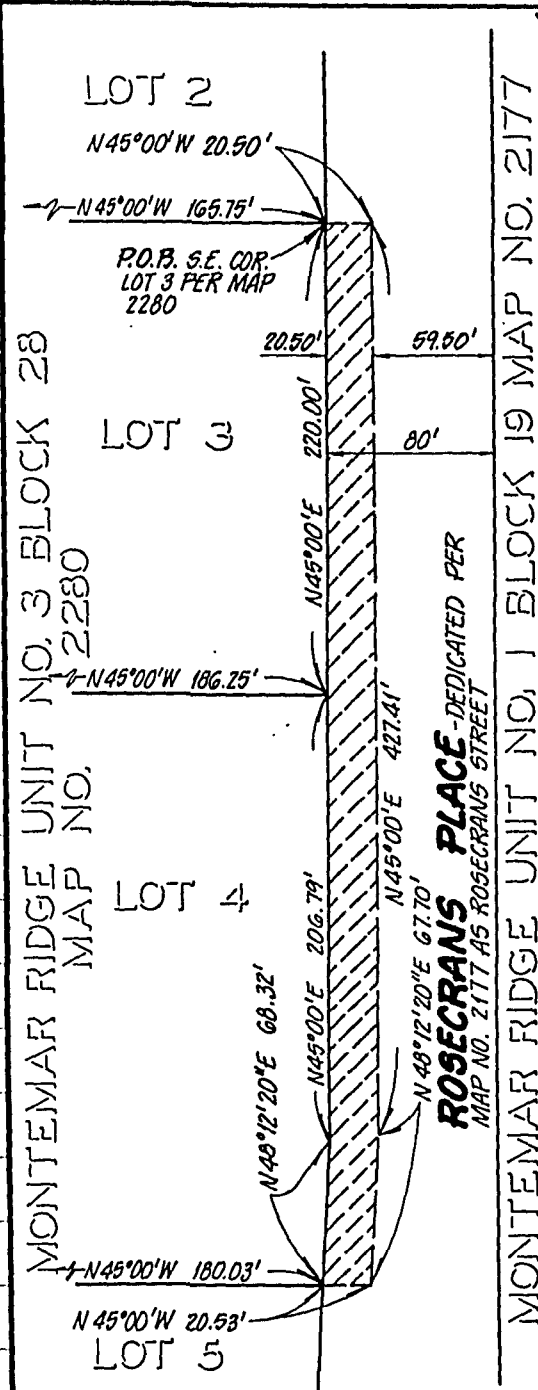 LOT 2
N45°00'W 20.50'
N45°00'W 165.75'
P.O.B. S.E. COR.
LOT 3 PER MAP
2280
20.50'
59.50'
80'
LOT 3
N45°00'E 220.00'
N45°00'W 186.25'
N45°00'E 427.41'
LOT 4
N45°00'E 206.79'
N48°12'20"E 68.32'
N48°12'20"E 67.70'
ROSECRANS PLACE - DEDICATED PER
MAP NO. 2177 AS ROSECRANS STREET
N45°00'W 180.03'
N45°00'W 20.53'
LOT 5
MONTEMAR RIDGE UNIT NO. 3 BLOCK 28
MAP NO. 2280
MONTEMAR RIDGE UNIT NO. 1 BLOCK 19 MAP NO. 2177